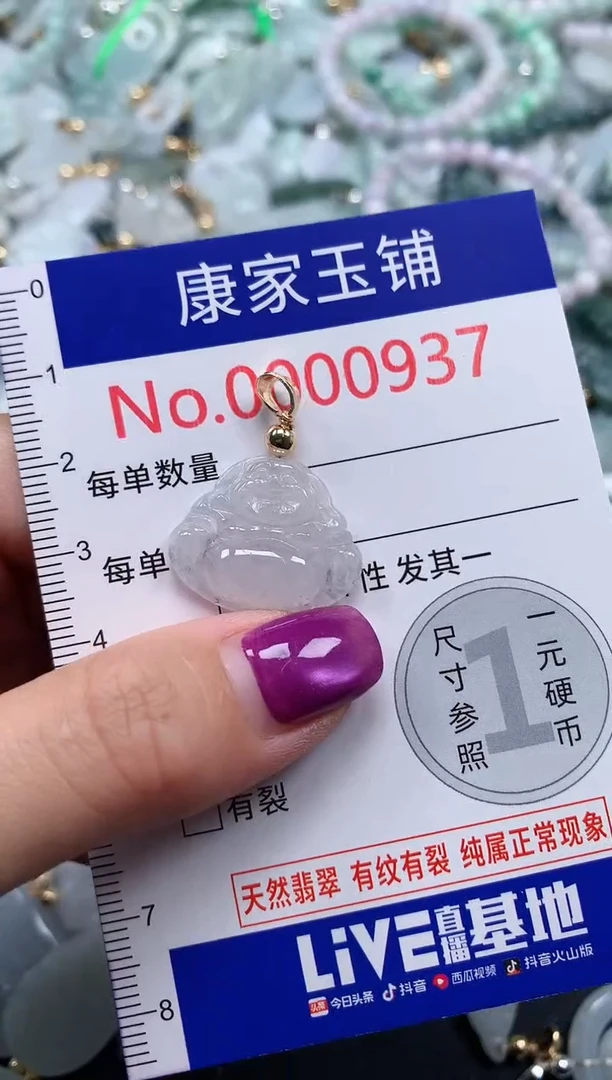 康家玉铺
0
1
No.0000937
2
每单数量
3
每单
性 发其一
4
尺寸参照
1
一元硬币
有裂
天然翡翠 有纹有裂 纯属正常现象
7
LiVE直播基地
8
头条 今日头条 抖音 西瓜视频 抖音火山版